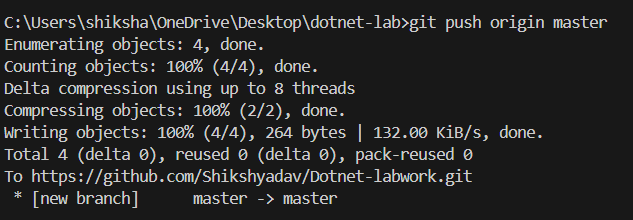 C:\Users\shiksha\OneDrive\Desktop\dotnet-lab>git push origin master
Enumerating objects: 4, done.
Counting objects: 100% (4/4), done.
Delta compression using up to 8 threads
Compressing objects: 100% (2/2), done.
Writing objects: 100% (4/4), 264 bytes | 132.00 KiB/s, done.
Total 4 (delta 0), reused 0 (delta 0), pack-reused 0
To https://github.com/Shikshyadav/Dotnet-labwork.git
 * [new branch]      master -> master